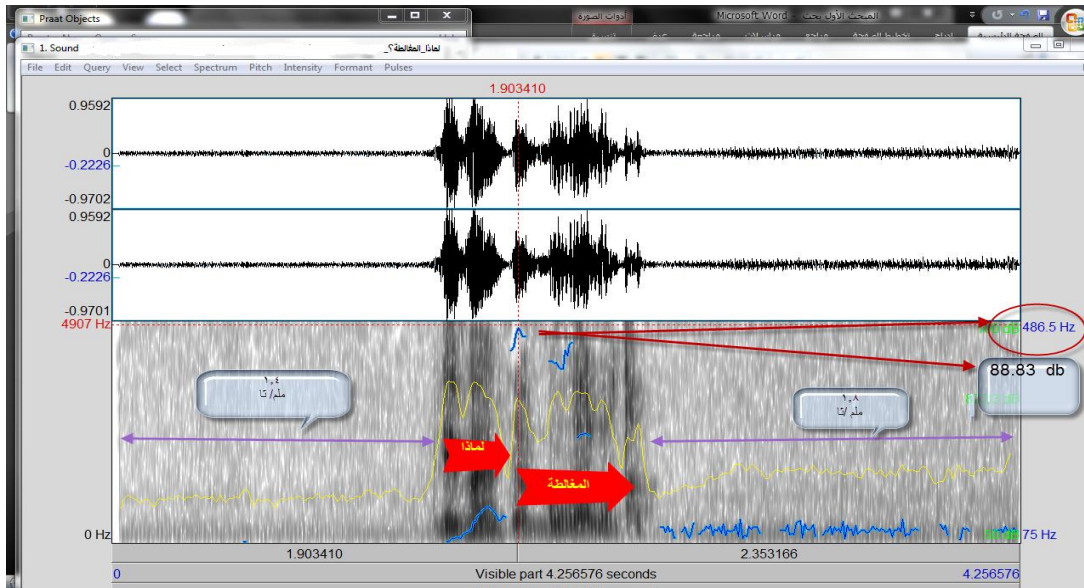 Praat Objects
أدوات الصورة
المبحث الأول بحث - Microsoft Word
1. Sound
لماذا_المغالطة؟_
File Edit Query View Select Spectrum Pitch Intensity Formant Pulses
1.903410
0.9592
0
-0.2226
-0.9702
0.9592
0
-0.2226
-0.9701
4907 Hz
486.5 Hz
88.83 db
١,٤
ملم/ ثا
١,٨
ملم /ثا
لماذا
المغالطة
0 Hz
75 Hz
1.903410
2.353166
0
Visible part 4.256576 seconds
4.256576